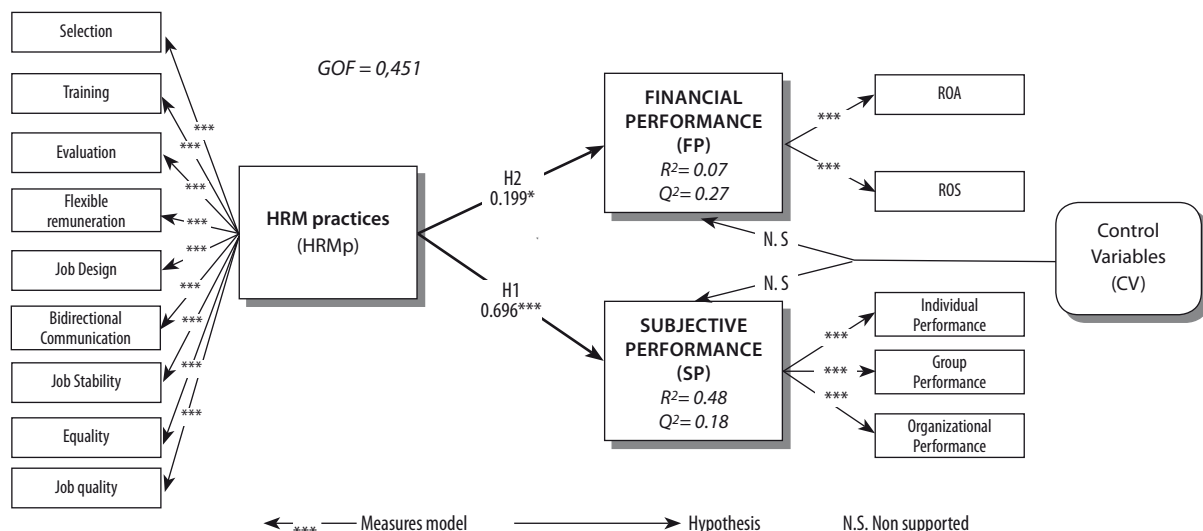 Selection
Training
Evaluation
Flexible
remuneration
Job Design
Bidirectional
Communication
Job Stability
Equality
Job quality
***
***
***
***
***
***
***
***
***
GOF = 0,451
HRM practices
(HRMp)
H2
0.199*
H1
0.696***
FINANCIAL
PERFORMANCE
(FP)
R²= 0.07
Q²= 0.27
N. S
N. S
SUBJECTIVE
PERFORMANCE
(SP)
R²= 0.48
Q²= 0.18
***
***
ROA
ROS
***
***
***
Individual
Performance
Group
Performance
Organizational
Performance
Control
Variables
(CV)
*** Measures model
Hypothesis
N.S. Non supported